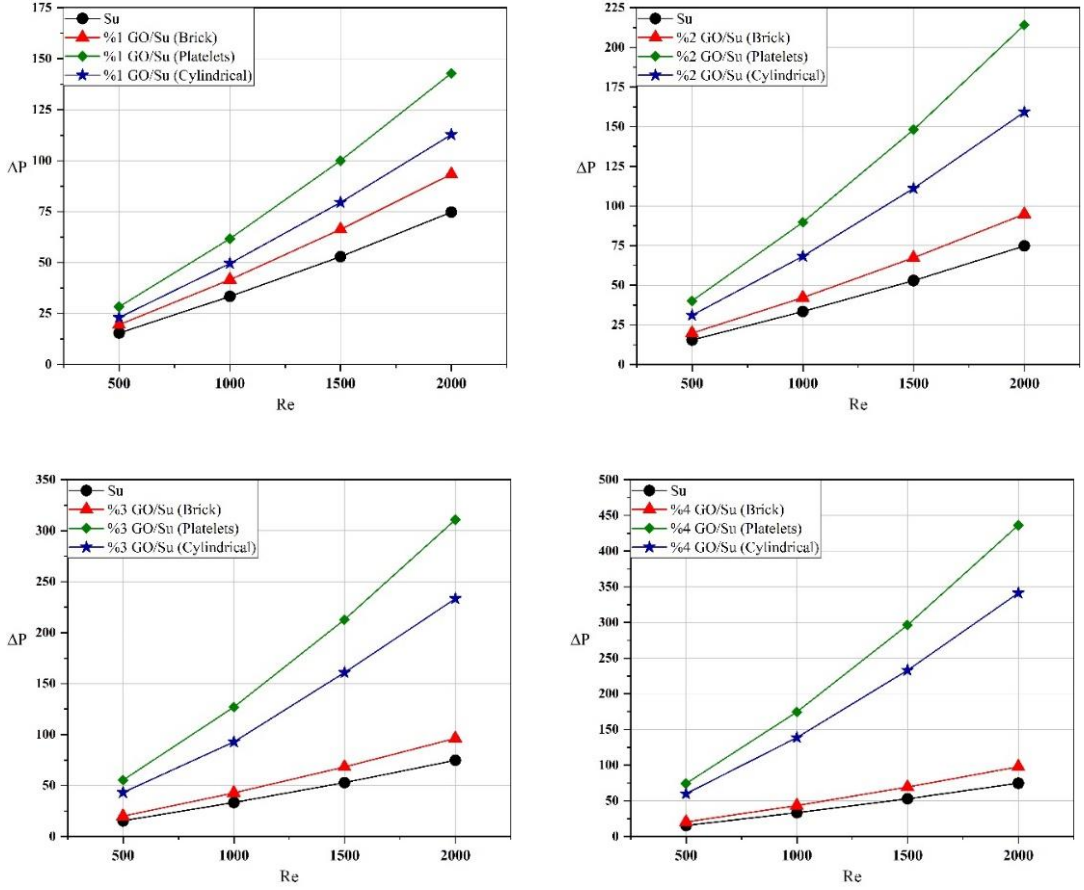 Su
%1 GO/Su (Brick)
%1 GO/Su (Platelets)
%1 GO/Su (Cylindrical)
175
150
125
100
75
50
25
0
ΔP
500 1000 1500 2000
Re
Su
%2 GO/Su (Brick)
%2 GO/Su (Platelets)
%2 GO/Su (Cylindrical)
225
200
175
150
125
100
75
50
25
0
ΔP
500 1000 1500 2000
Re
Su
%3 GO/Su (Brick)
%3 GO/Su (Platelets)
%3 GO/Su (Cylindrical)
350
300
250
200
150
100
50
0
ΔP
500 1000 1500 2000
Re
Su
%4 GO/Su (Brick)
%4 GO/Su (Platelets)
%4 GO/Su (Cylindrical)
500
450
400
350
300
250
200
150
100
50
0
ΔP
500 1000 1500 2000
Re